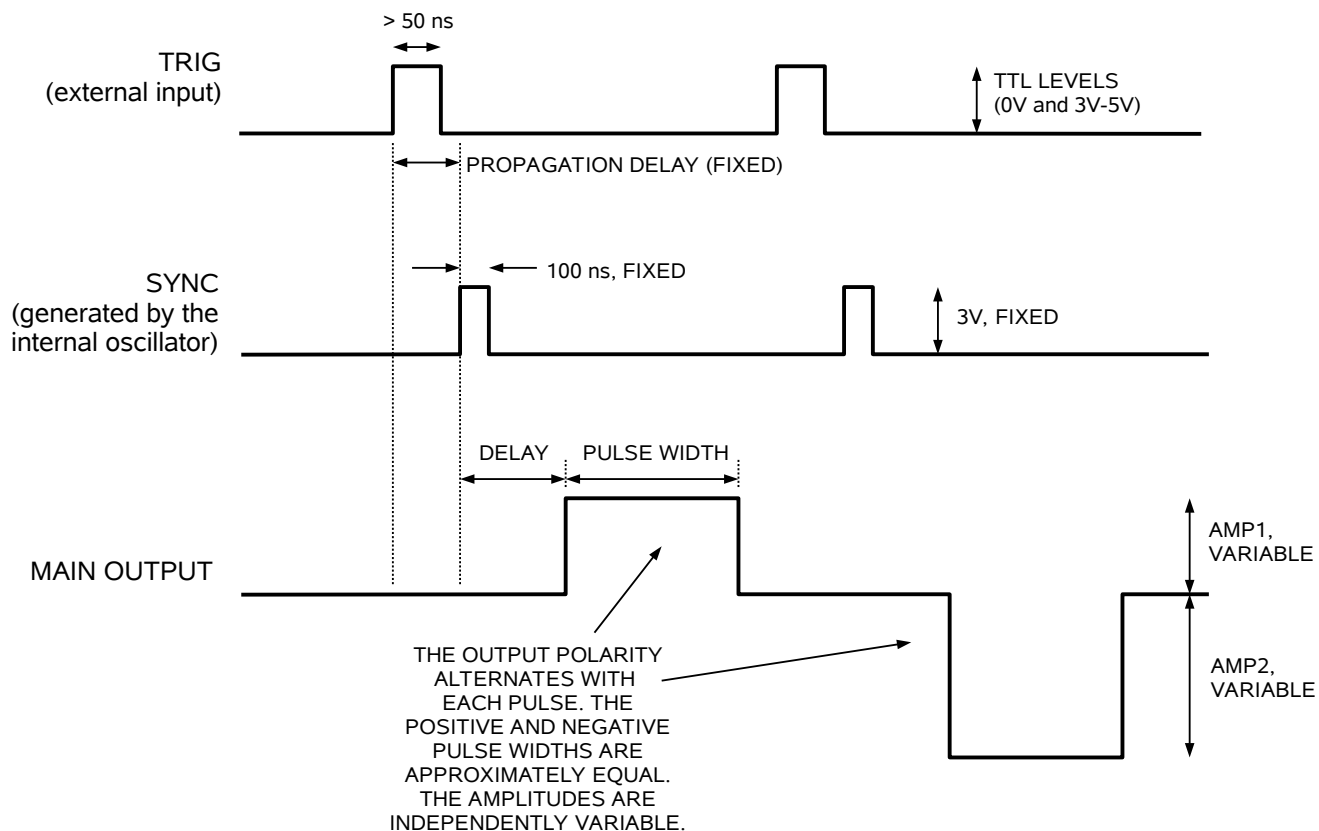 > 50 ns
TRIG
(external input)
TTL LEVELS
(0V and 3V-5V)
PROPAGATION DELAY (FIXED)
SYNC
(generated by the
internal oscillator)
100 ns, FIXED
3V, FIXED
DELAY
PULSE WIDTH
MAIN OUTPUT
AMP1,
VARIABLE
THE OUTPUT POLARITY
ALTERNATES WITH
EACH PULSE. THE
POSITIVE AND NEGATIVE
PULSE WIDTHS ARE
APPROXIMATELY EQUAL.
THE AMPLITUDES ARE
INDEPENDENTLY VARIABLE.
AMP2,
VARIABLE